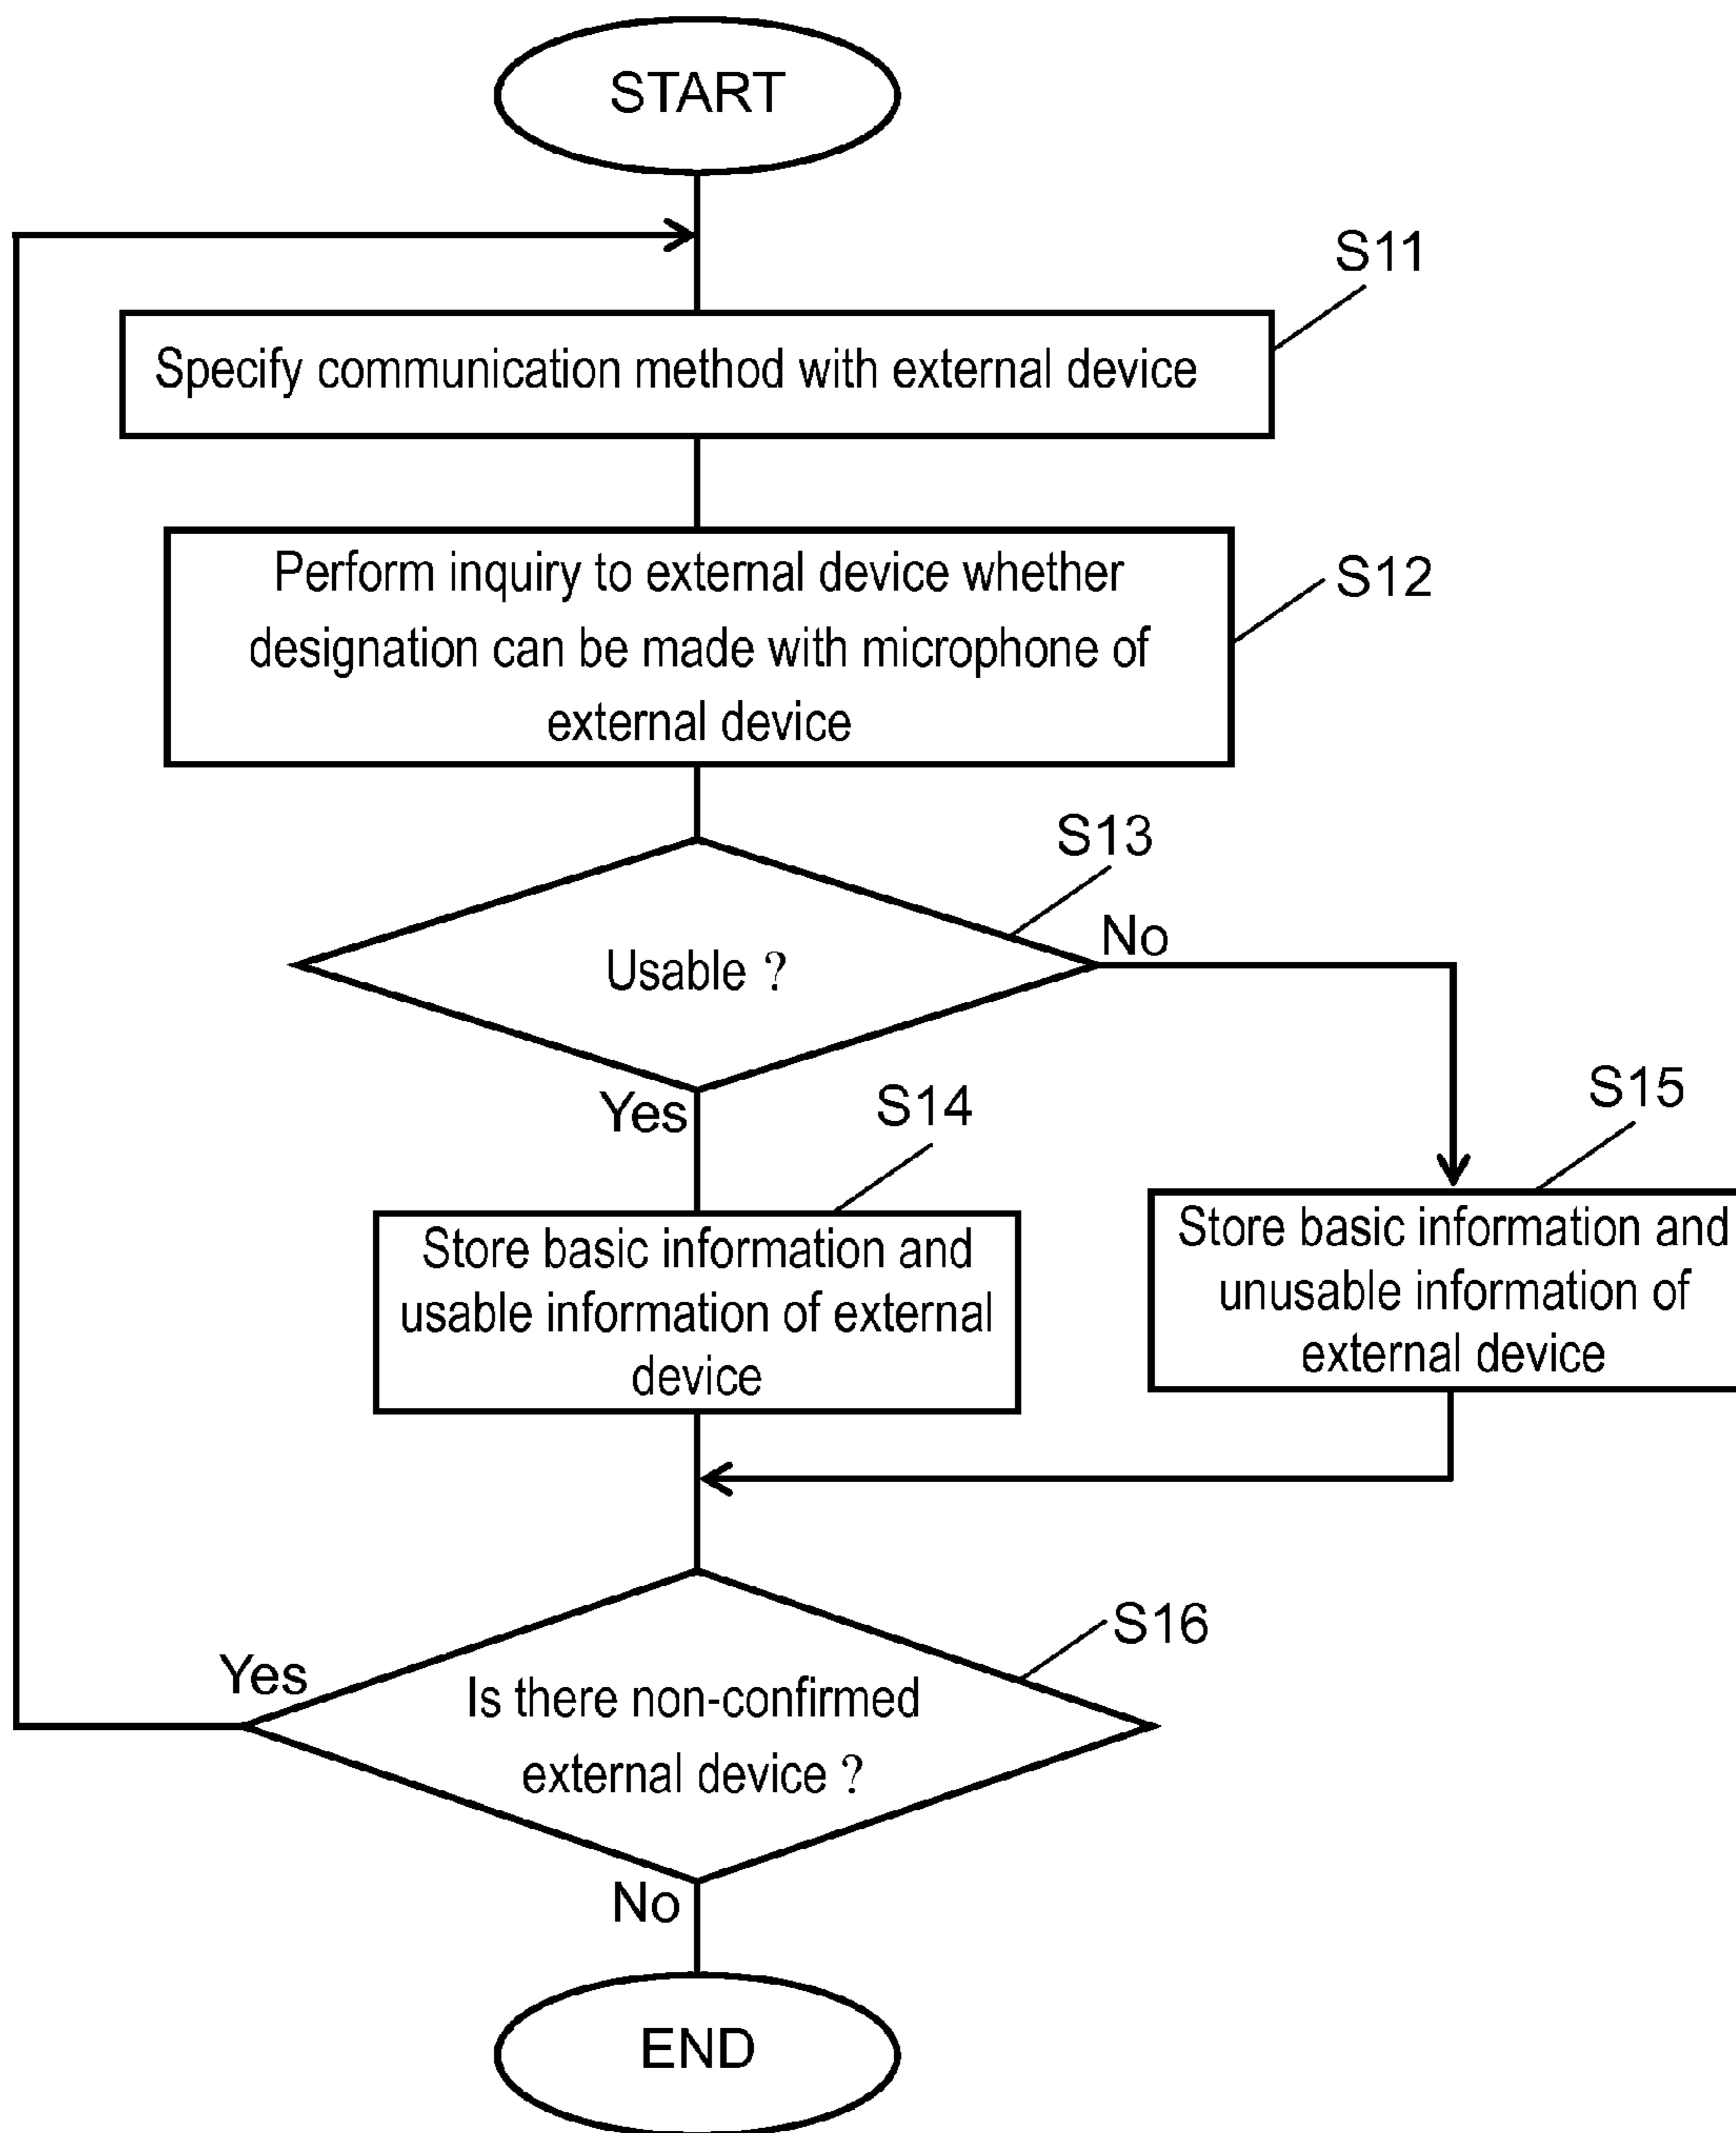 START
S11
Specify communication method with external device
Perform inquiry to external device whether
designation can be made with microphone of
external device
S12
S13
Usable ?
No
Yes
S14
S15
Store basic information and
usable information of external
device
Store basic information and
unusable information of
external device
S16
Yes
Is there non-confirmed
external device ?
No
END